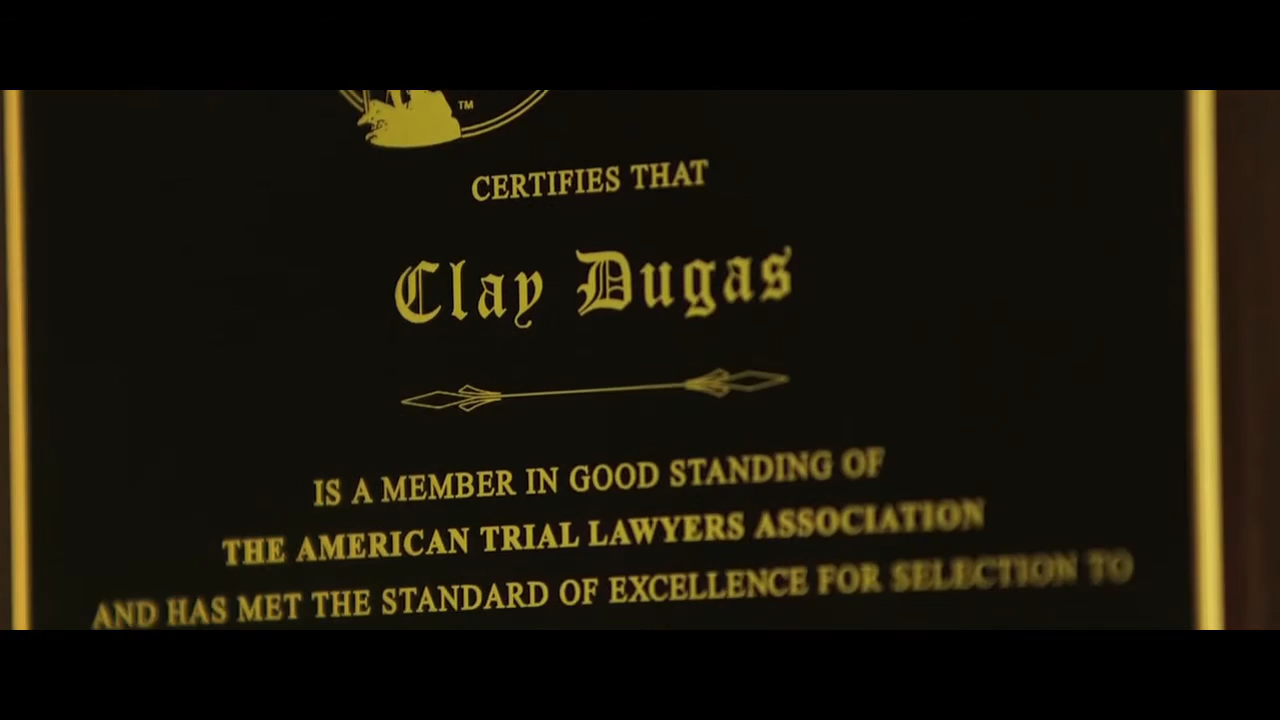 TM
CERTIFIES THAT
Clay Dugas
IS A MEMBER IN GOOD STANDING OF
THE AMERICAN TRIAL LAWYERS ASSOCIATION
AND HAS MET THE STANDARD OF EXCELLENCE FOR SELECTION TO